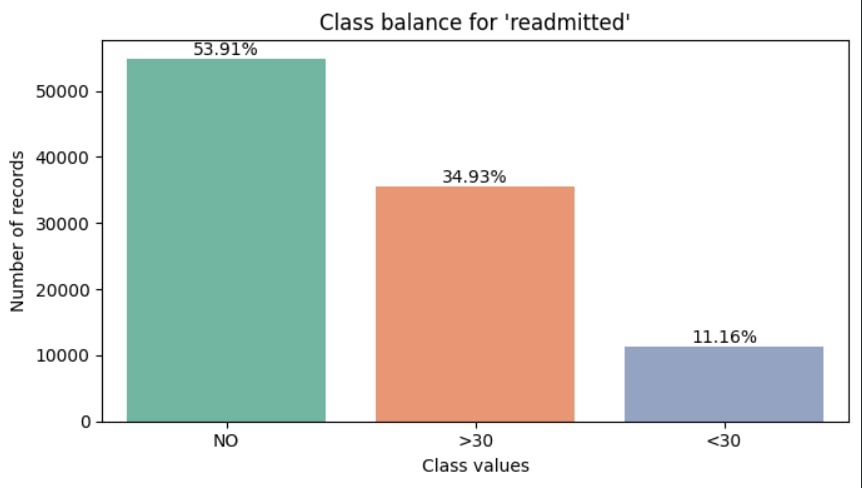 Class balance for 'readmitted'
53.91%
34.93%
11.16%
Number of records
50000
40000
30000
20000
10000
0
NO >30 <30
Class values